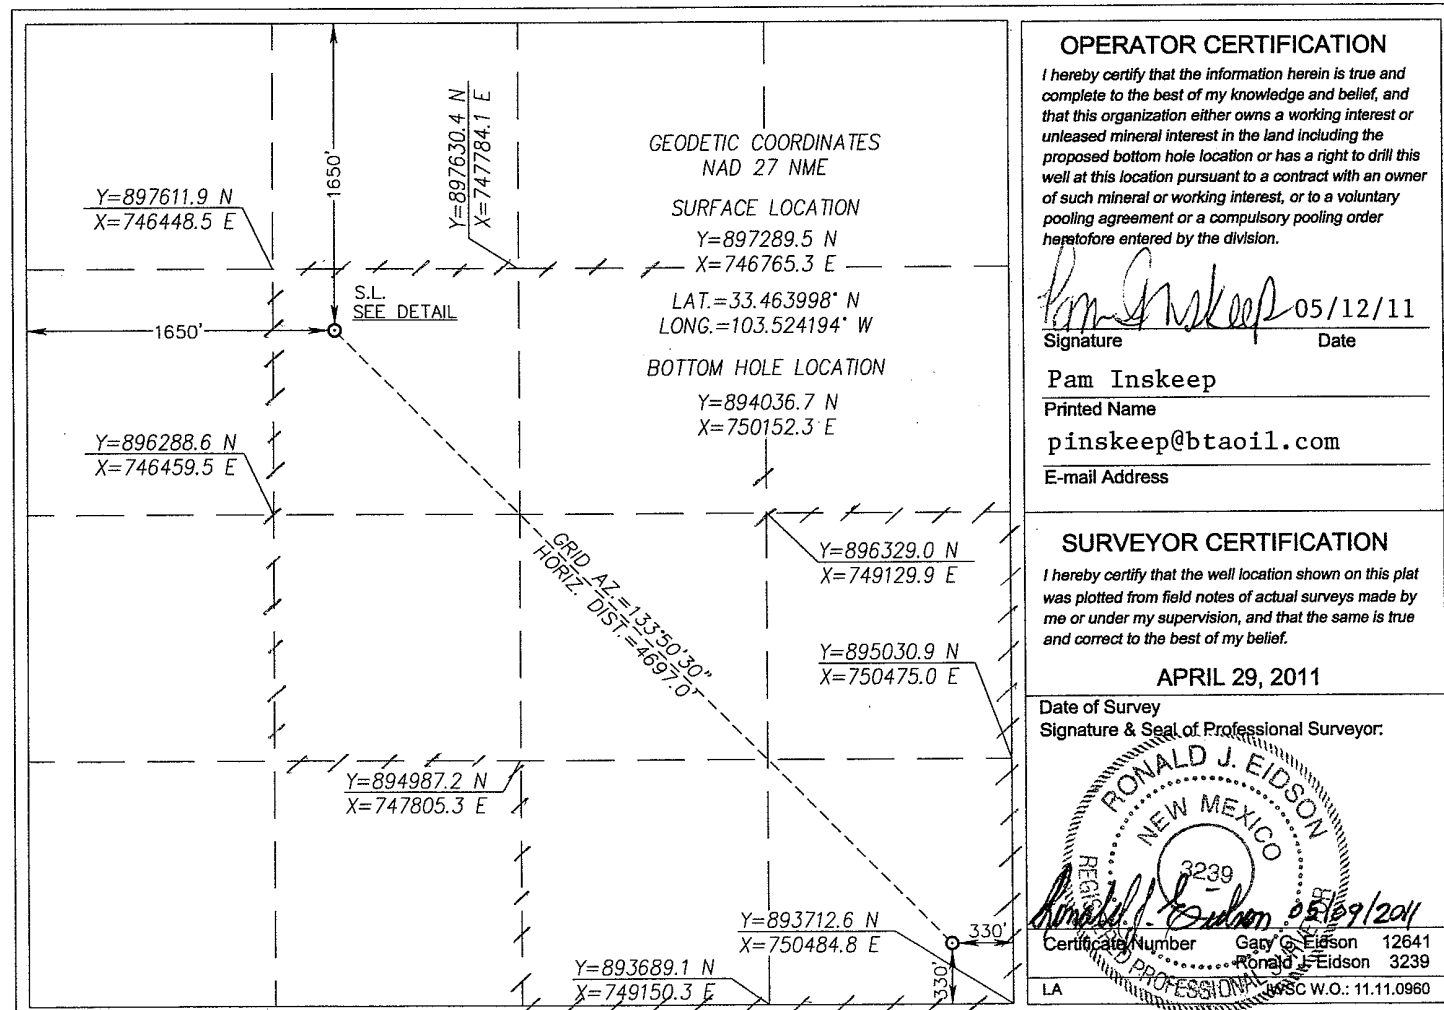 1650'
Y=897630.4 N
X=747784.1 E
GEODETIC COORDINATES
NAD 27 NME
SURFACE LOCATION
Y=897289.5 N
X=746765.3 E
LAT.=33.463998° N
LONG.=103.524194° W
BOTTOM HOLE LOCATION
Y=894036.7 N
X=750152.3 E
Y=897611.9 N
X=746448.5 E
S.L.
SEE DETAIL
1650'
Y=896288.6 N
X=746459.5 E
GRID AZ.=133°50'30"
HORIZ. DIST.=4697.0'
Y=896329.0 N
X=749129.9 E
Y=895030.9 N
X=750475.0 E
Y=894987.2 N
X=747805.3 E
Y=893712.6 N
X=750484.8 E
330'
330'
Y=893689.1 N
X=749150.3 E
OPERATOR CERTIFICATION
I hereby certify that the information herein is true and
complete to the best of my knowledge and belief, and
that this organization either owns a working interest or
unleased mineral interest in the land including the
proposed bottom hole location or has a right to drill this
well at this location pursuant to a contract with an owner
of such mineral or working interest, or to a voluntary
pooling agreement or a compulsory pooling order
heretofore entered by the division.
Pam Inskeep 05/12/11
Signature Date
Pam Inskeep
Printed Name
pinskeep@btaoil.com
E-mail Address
SURVEYOR CERTIFICATION
I hereby certify that the well location shown on this plat
was plotted from field notes of actual surveys made by
me or under my supervision, and that the same is true
and correct to the best of my belief.
APRIL 29, 2011
Date of Survey
Signature & Seal of Professional Surveyor:
RONALD J. EIDSON
NEW MEXICO
3239
REGISTERED PROFESSIONAL SURVEYOR
Ronald J. Eidson 05/09/2011
Certificate Number Gary G. Eidson 12641
Ronald J. Eidson 3239
LA JWSC W.O.: 11.11.0960